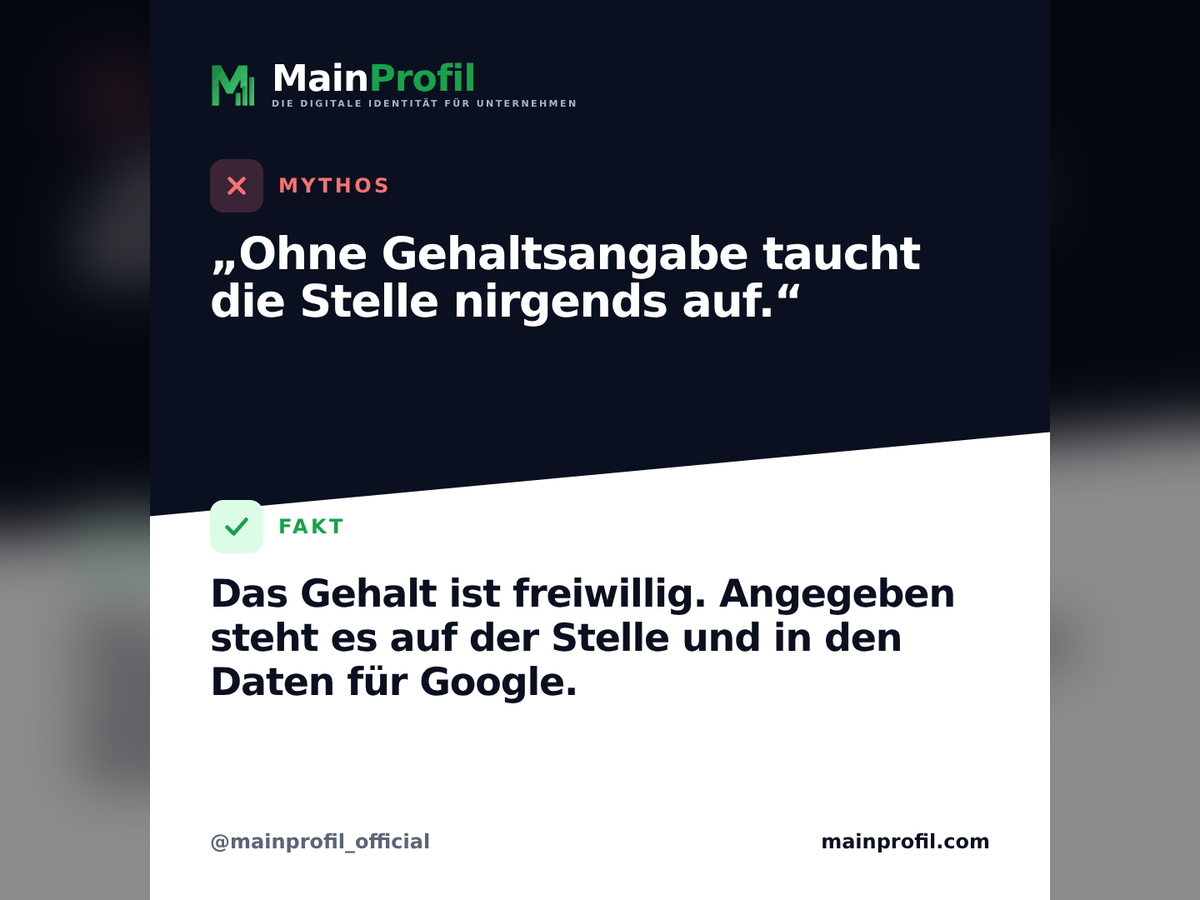 MainProfil
DIE DIGITALE IDENTITÄT FÜR UNTERNEHMEN
MYTHOS
„Ohne Gehaltsangabe taucht
die Stelle nirgends auf.“
FAKT
Das Gehalt ist freiwillig. Angegeben
steht es auf der Stelle und in den
Daten für Google.
@mainprofil_official
mainprofil.com